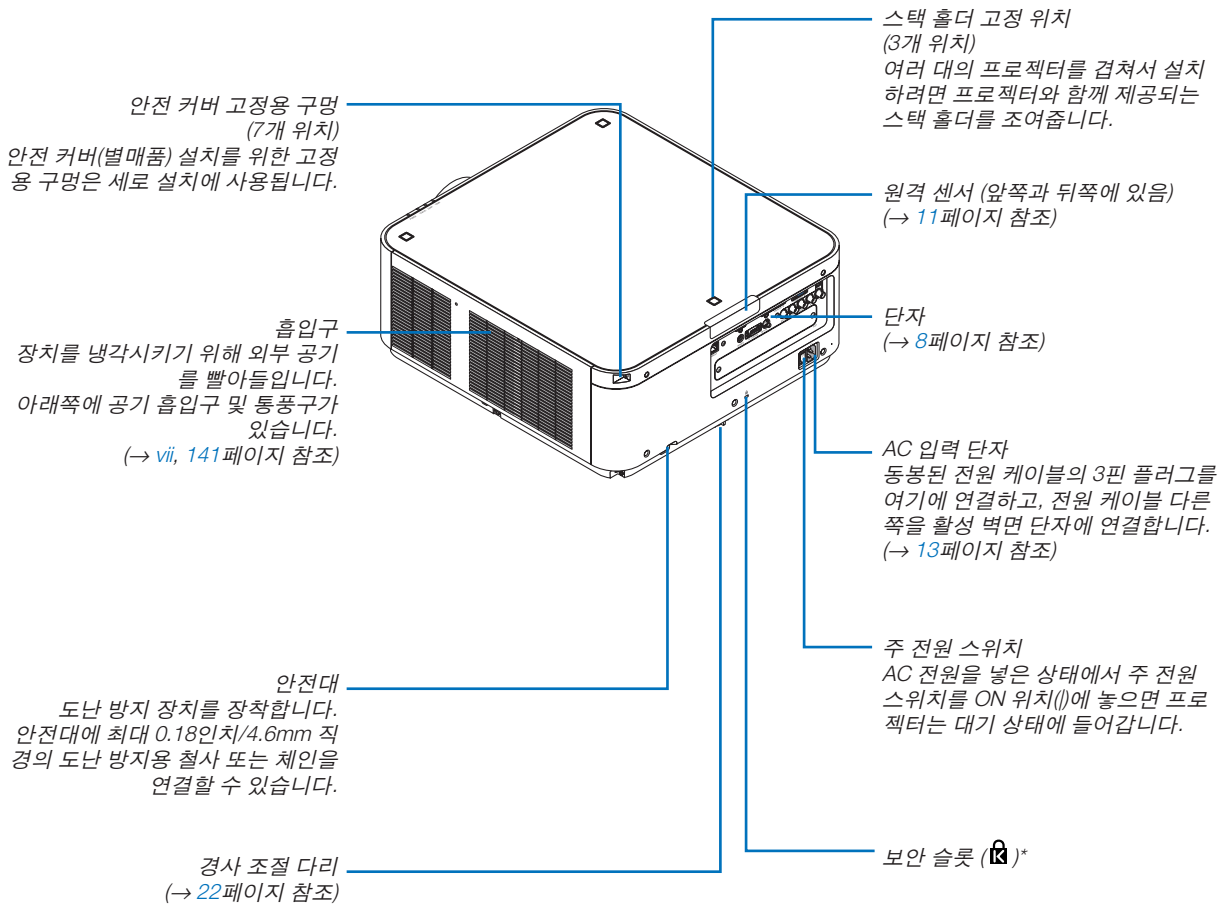 안전 커버 고정용 구멍
(7개 위치)
안전 커버(별매품) 설치를 위한 고정
용 구멍은 세로 설치에 사용됩니다.
흡입구
장치를 냉각시키기 위해 외부 공기
를 빨아들입니다.
아래쪽에 공기 흡입구 및 통풍구가
있습니다.
(→ vii, 141페이지 참조)
안전대
도난 방지 장치를 장착합니다.
안전대에 최대 0.18인치/4.6mm 직
경의 도난 방지용 철사 또는 체인을
연결할 수 있습니다.
경사 조절 다리
(→ 22페이지 참조)
스택 홀더 고정 위치
(3개 위치)
여러 대의 프로젝터를 겹쳐서 설치
하려면 프로젝터와 함께 제공되는
스택 홀더를 조여줍니다.
원격 센서 (앞쪽과 뒤쪽에 있음)
(→ 11페이지 참조)
단자
(→ 8페이지 참조)
AC 입력 단자
동봉된 전원 케이블의 3핀 플러그를
여기에 연결하고, 전원 케이블 다른
쪽을 활성 벽면 단자에 연결합니다.
(→ 13페이지 참조)
주 전원 스위치
AC 전원을 넣은 상태에서 주 전원
스위치를 ON 위치(|)에 놓으면 프로
젝터는 대기 상태에 들어갑니다.
보안 슬롯 ( K )*